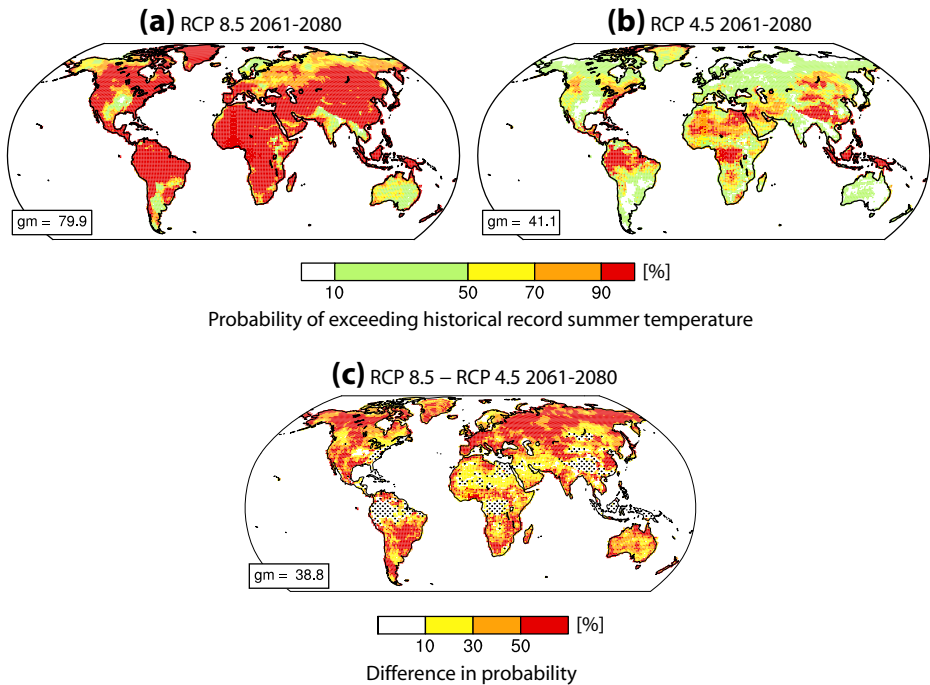 (a) RCP 8.5 2061-2080
(b) RCP 4.5 2061-2080
gm = 79.9
gm = 41.1
10 50 70 90 [%]
Probability of exceeding historical record summer temperature
(c) RCP 8.5 − RCP 4.5 2061-2080
gm = 38.8
10 30 50 [%]
Difference in probability